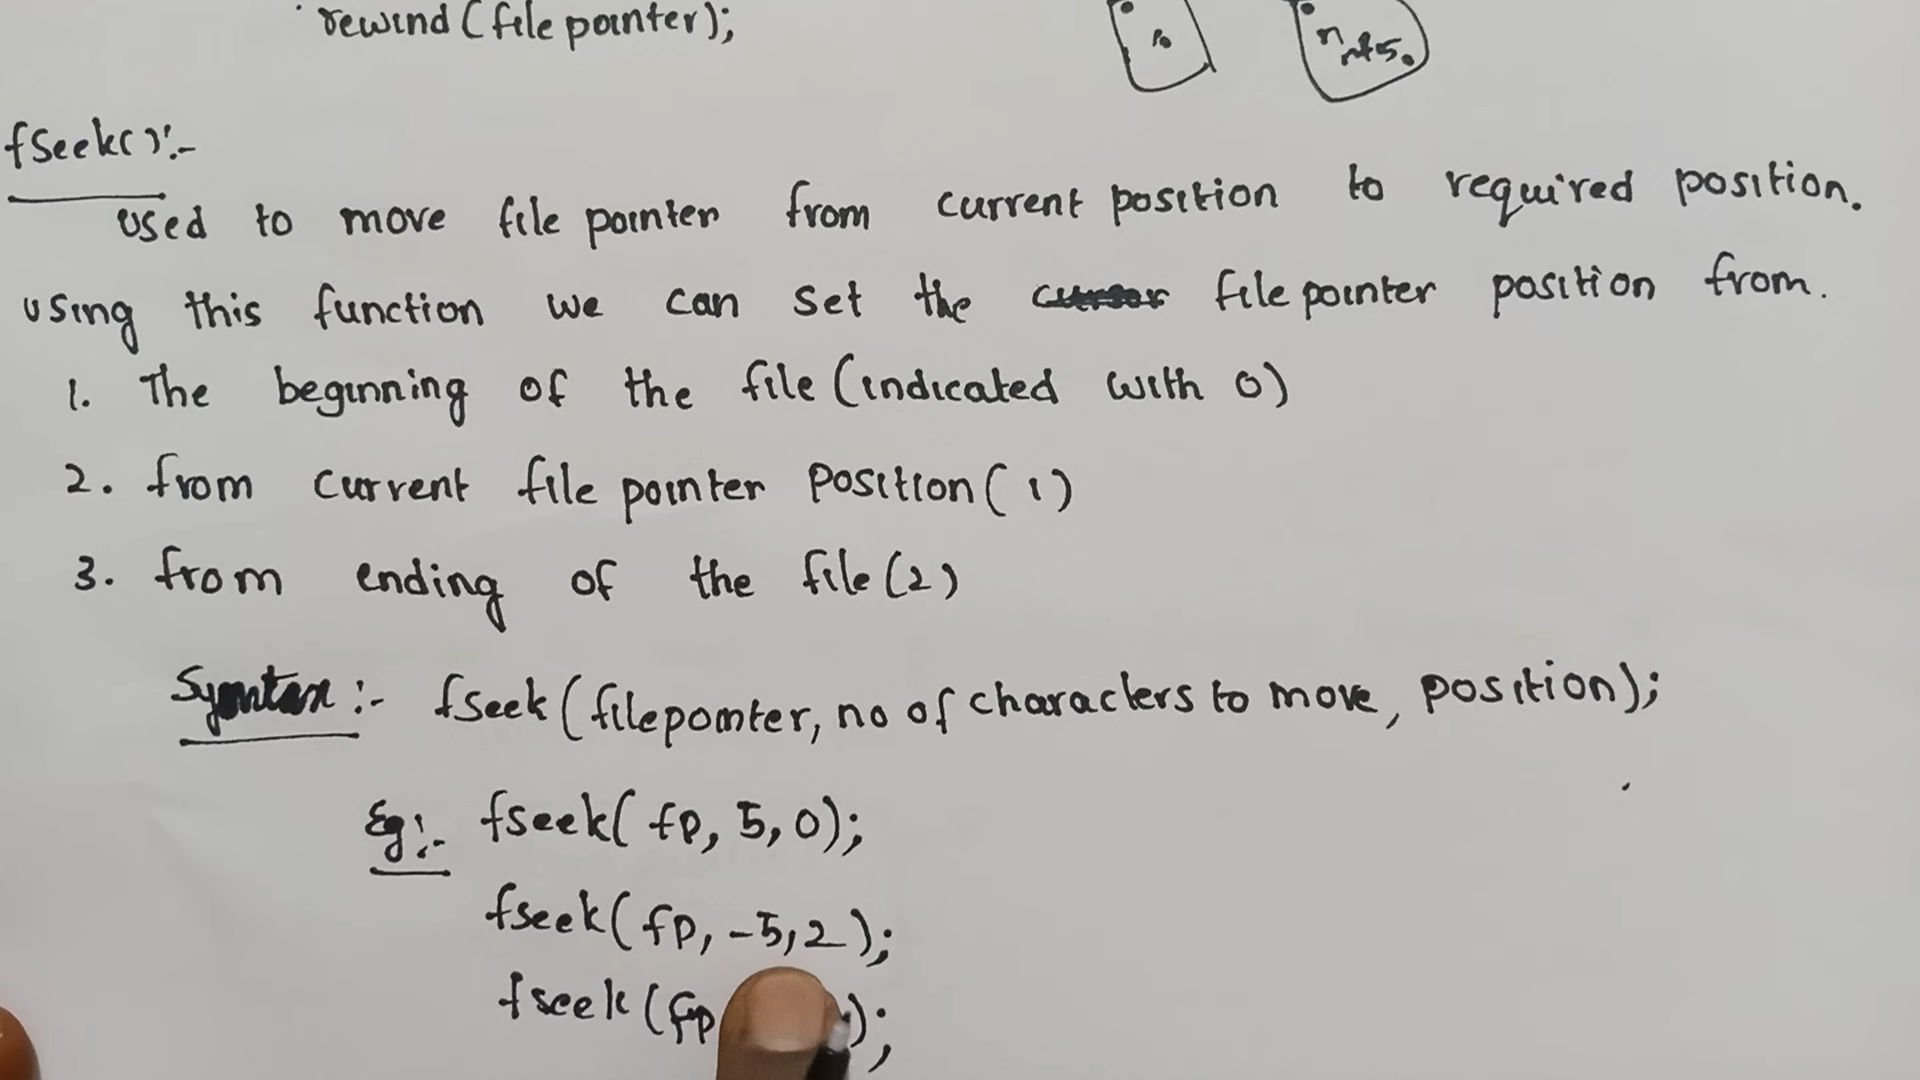 rewind (file pointer);
n
n+5.
fseek():-
used to move file pointer from current position to required position.
using this function we can set the file pointer position from.
1. The beginning of the file (indicated with 0)
2. from current file pointer position (1)
3. from ending of the file (2)
Syntax :- fseek (filepointer, no of characters to move, position);
Eg:- fseek( fp, 5, 0);
fseek( fp, -5, 2 );
fseek (fp );